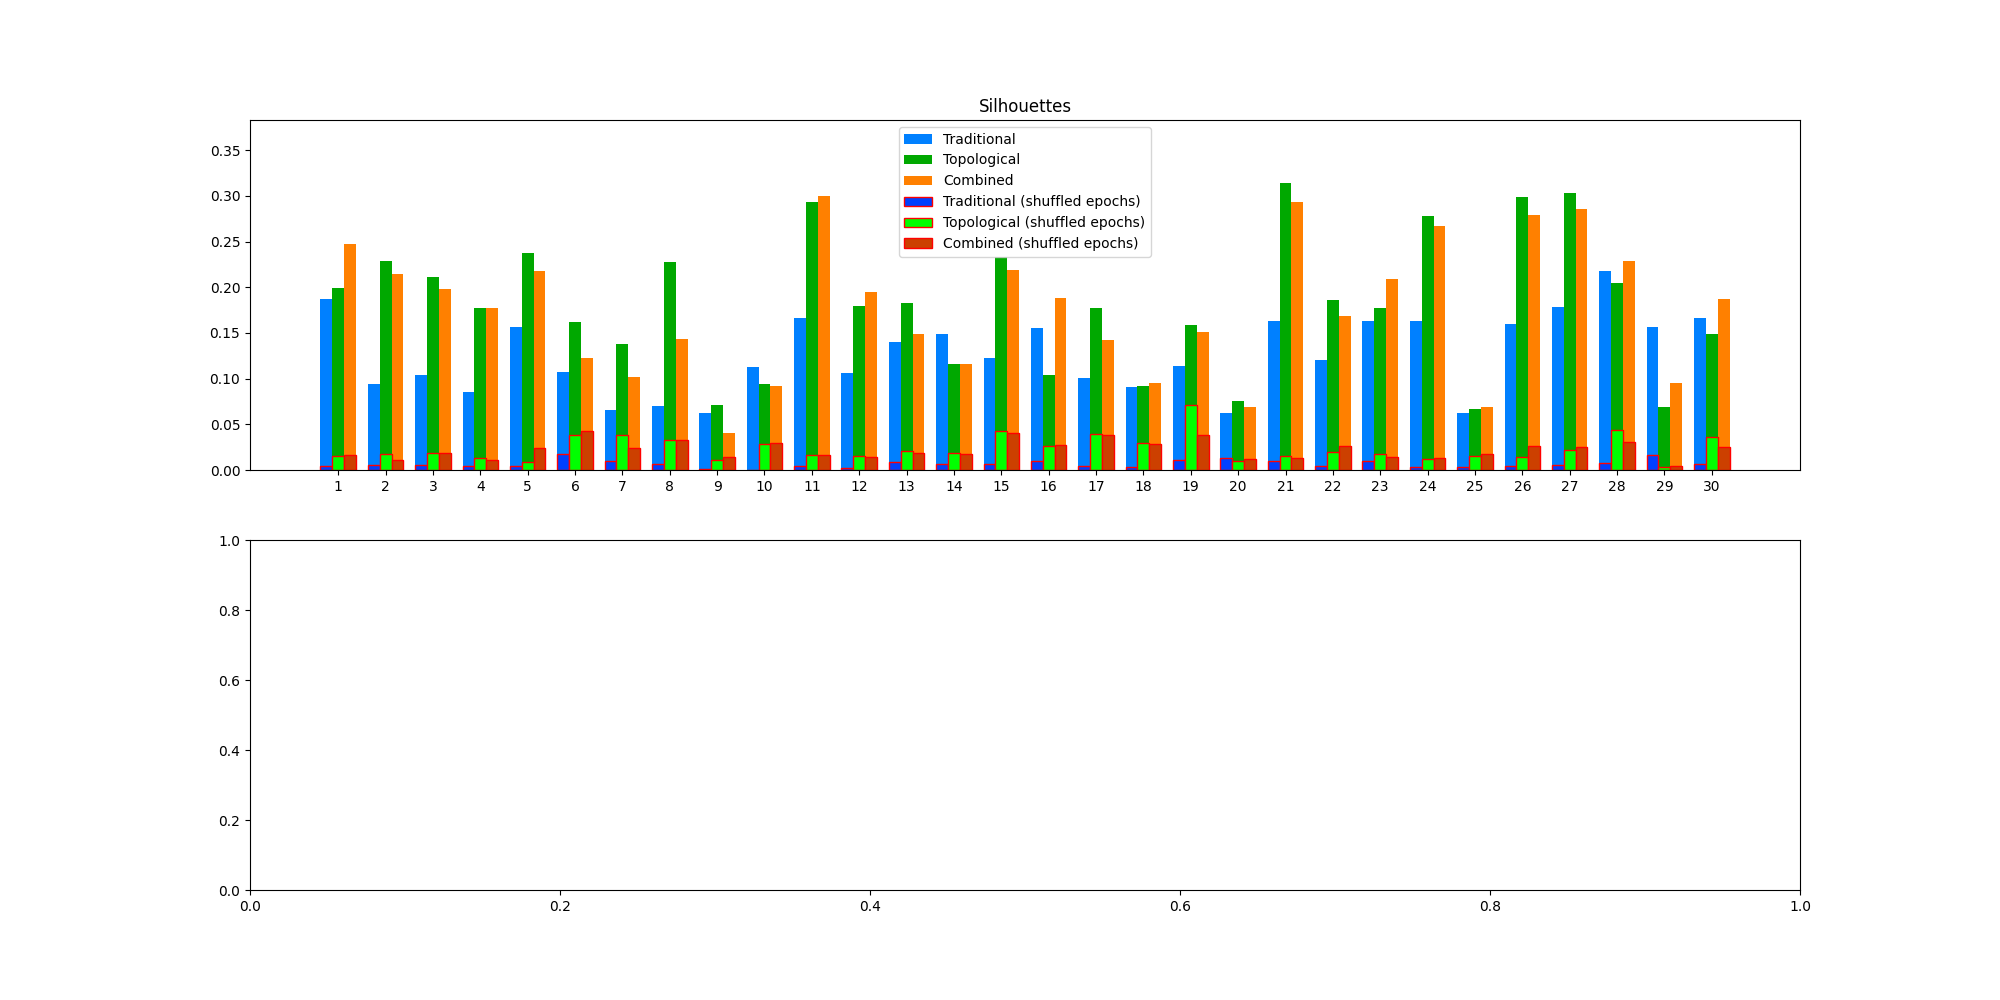 Silhouettes
0.35
0.30
0.25
0.20
0.15
0.10
0.05
0.00
Traditional
Topological
Combined
Traditional (shuffled epochs)
Topological (shuffled epochs)
Combined (shuffled epochs)
1 2 3 4 5 6 7 8 9 10 11 12 13 14 15 16 17 18 19 20 21 22 23 24 25 26 27 28 29 30
1.0
0.8
0.6
0.4
0.2
0.0
0.0 0.2 0.4 0.6 0.8 1.0